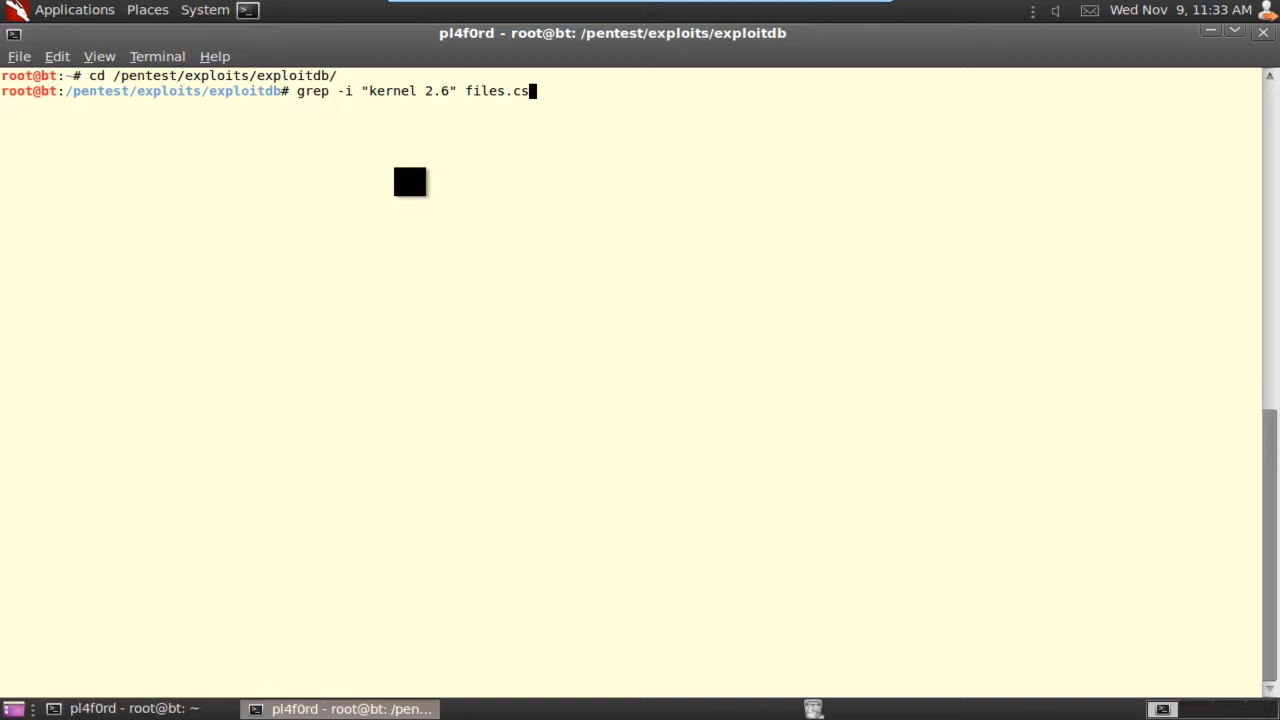 Applications Places System Wed Nov 9, 11:33 AM
pl4f0rd - root@bt: /pentest/exploits/exploitdb
File Edit View Terminal Help
root@bt:~# cd /pentest/exploits/exploitdb/
root@bt:/pentest/exploits/exploitdb# grep -i "kernel 2.6" files.cs
pl4f0rd - root@bt: ~ pl4f0rd - root@bt: /pen...